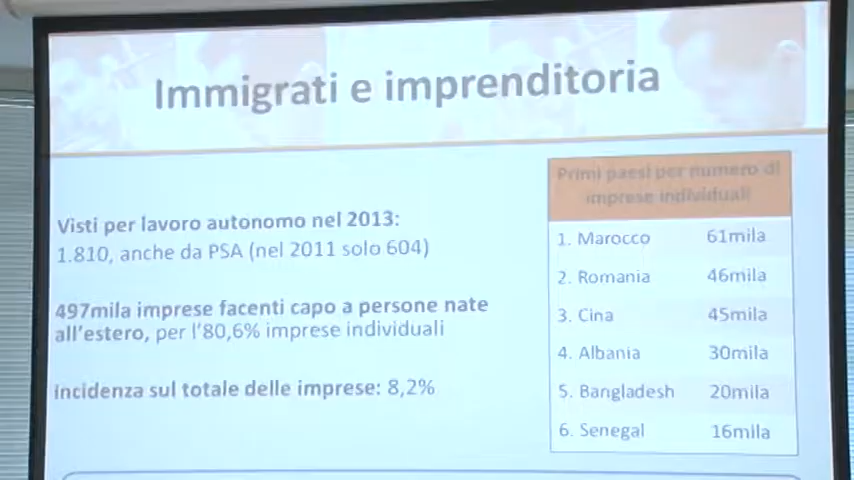 Immigrati e imprenditoria
Visti per lavoro autonomo nel 2013:
1.810, anche da PSA (nel 2011 solo 604)
497mila imprese facenti capo a persone nate
all'estero, per l'80,6% imprese individuali
incidenza sul totale delle imprese: 8,2%
Primi paesi per numero di
imprese individuali
1. Marocco 61mila
2. Romania 46mila
3. Cina 45mila
4. Albania 30mila
5. Bangladesh 20mila
6. Senegal 16mila